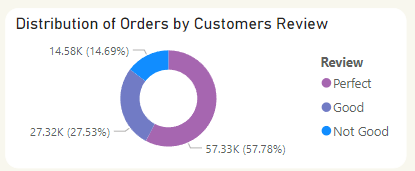 Distribution of Orders by Customers Review
14.58K (14.69%)
Review
Perfect
Good
Not Good
27.32K (27.53%)
57.33K (57.78%)